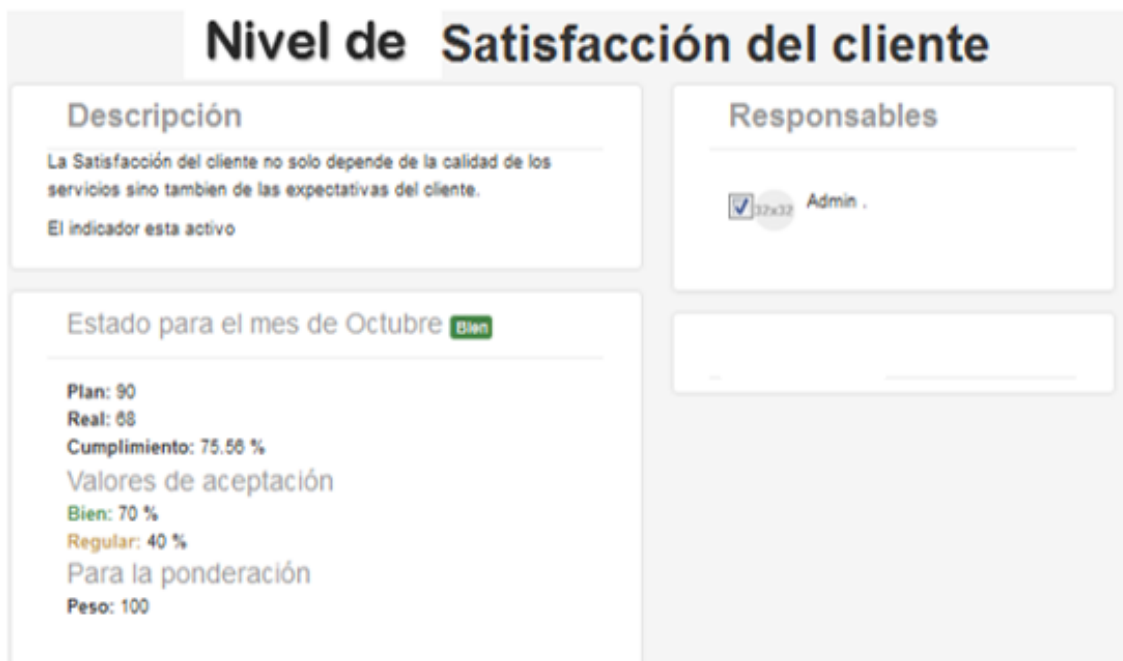 Nivel de Satisfacción del cliente
Descripción
La Satisfacción del cliente no solo depende de la calidad de los
servicios sino tambien de las expectativas del cliente.
El indicador esta activo
Responsables
32x32 Admin .
Estado para el mes de Octubre Bien
Plan: 90
Real: 68
Cumplimiento: 75.56 %
Valores de aceptación
Bien: 70 %
Regular: 40 %
Para la ponderación
Peso: 100